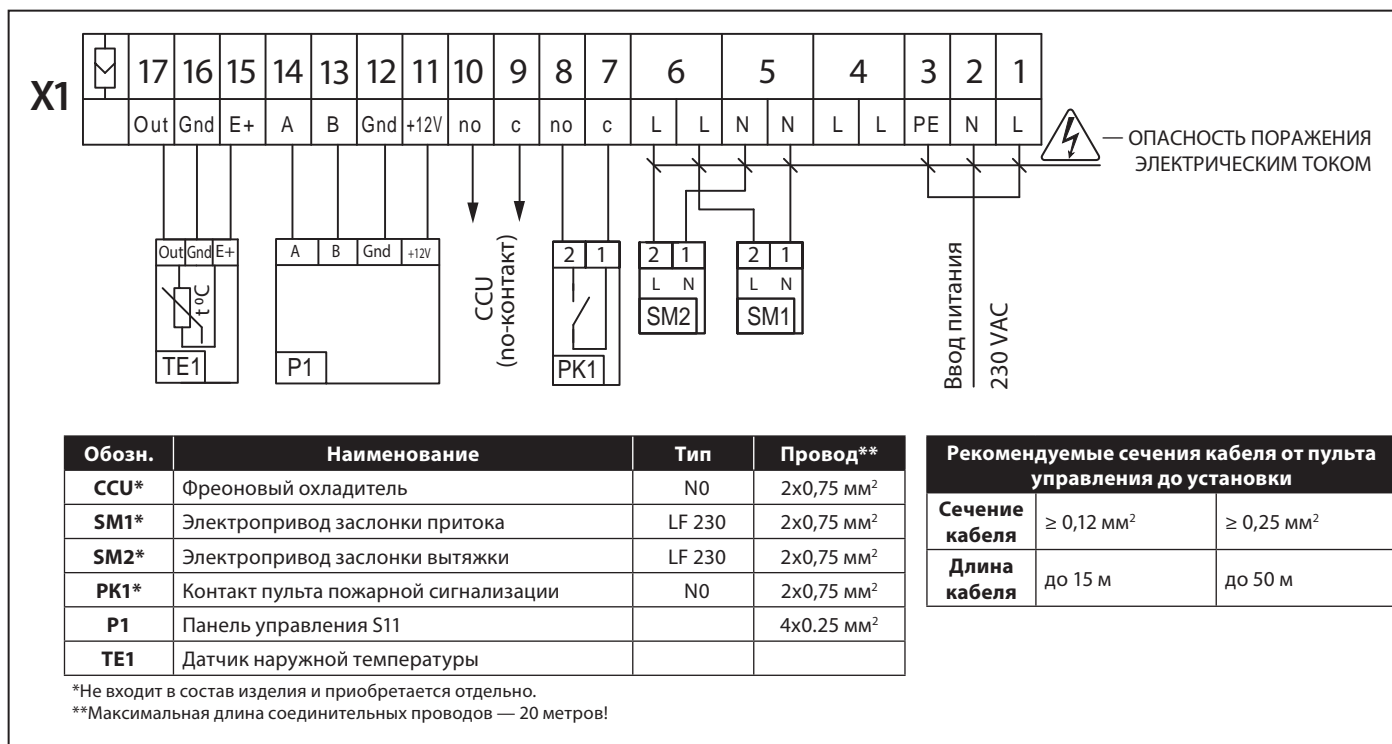 X1
17 16 15 14 13 12 11 10 9 8 7 6 5 4 3 2 1
Out Gnd E+ A B Gnd +12V no c no c L L N N L L PE N L
— ОПАСНОСТЬ ПОРАЖЕНИЯ
ЭЛЕКТРИЧЕСКИМ ТОКОМ
Out Gnd E+
t °C
TE1
A B Gnd +12V
P1
CCU
(no-контакт)
2 1
PK1
2 1
L N
SM2
2 1
L N
SM1
Ввод питания
230 VAC
Обозн. Наименование Тип Провод**
CCU* Фреоновый охладитель N0 2x0,75 мм²
SM1* Электропривод заслонки притока LF 230 2x0,75 мм²
SM2* Электропривод заслонки вытяжки LF 230 2x0,75 мм²
PK1* Контакт пульта пожарной сигнализации N0 2x0,75 мм²
P1 Панель управления S11 4x0.25 мм²
TE1 Датчик наружной температуры
*Не входит в состав изделия и приобретается отдельно.
**Максимальная длина соединительных проводов — 20 метров!
Рекомендуемые сечения кабеля от пульта
управления до установки
Сечение
кабеля
≥ 0,12 мм² ≥ 0,25 мм²
Длина
кабеля
до 15 м до 50 м